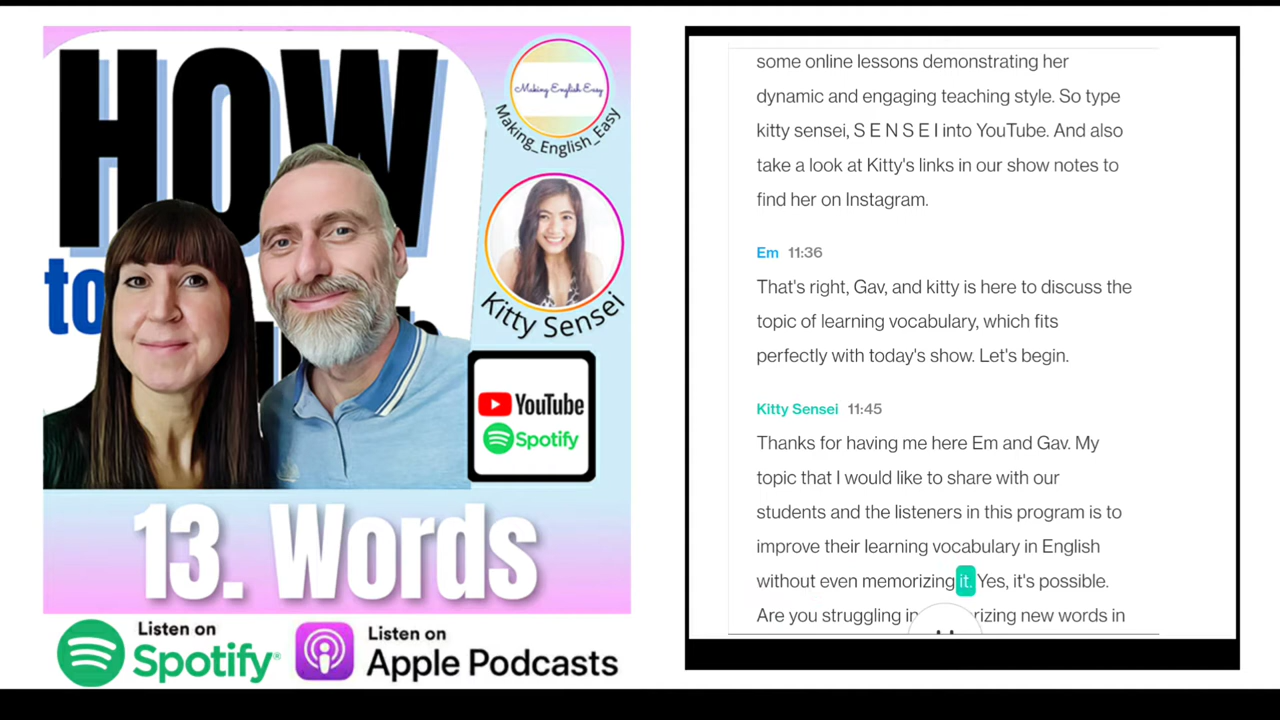 HOW
to
Making English Easy
Making_English_Easy
Kitty Sensei
YouTube
Spotify
13. Words
Listen on
Spotify
Listen on
Apple Podcasts
some online lessons demonstrating her
dynamic and engaging teaching style. So type
kitty sensei, S E N S E I into YouTube. And also
take a look at Kitty's links in our show notes to
find her on Instagram.
Em 11:36
That's right, Gav, and kitty is here to discuss the
topic of learning vocabulary, which fits
perfectly with today's show. Let's begin.
Kitty Sensei 11:45
Thanks for having me here Em and Gav. My
topic that I would like to share with our
students and the listeners in this program is to
improve their learning vocabulary in English
without even memorizing it. Yes, it's possible.
Are you struggling in new words in